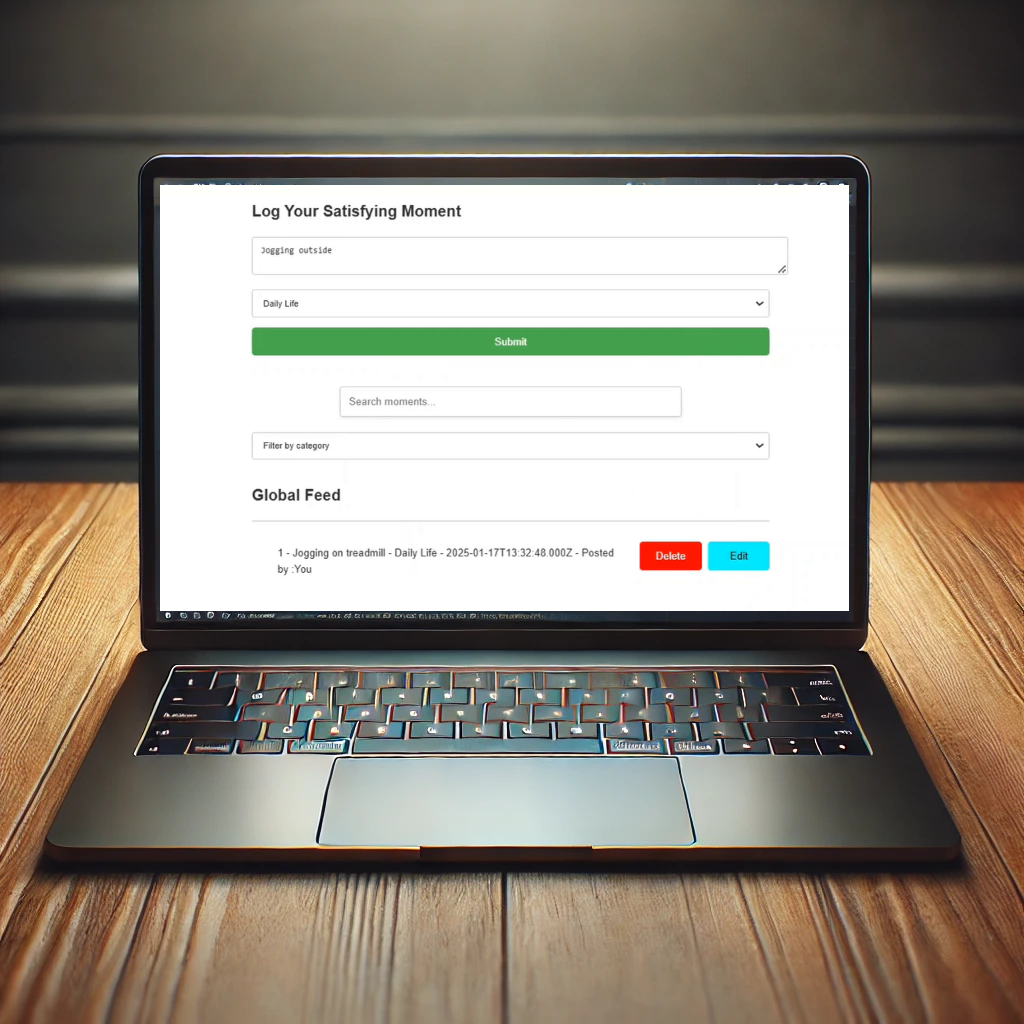 Log Your Satisfying Moment
Jogging outside
Daily Life
Submit
Search moments...
Filter by category
Global Feed
1 - Jogging on treadmill - Daily Life - 2025-01-17T13:32:48.000Z - Posted
by :You
Delete
Edit